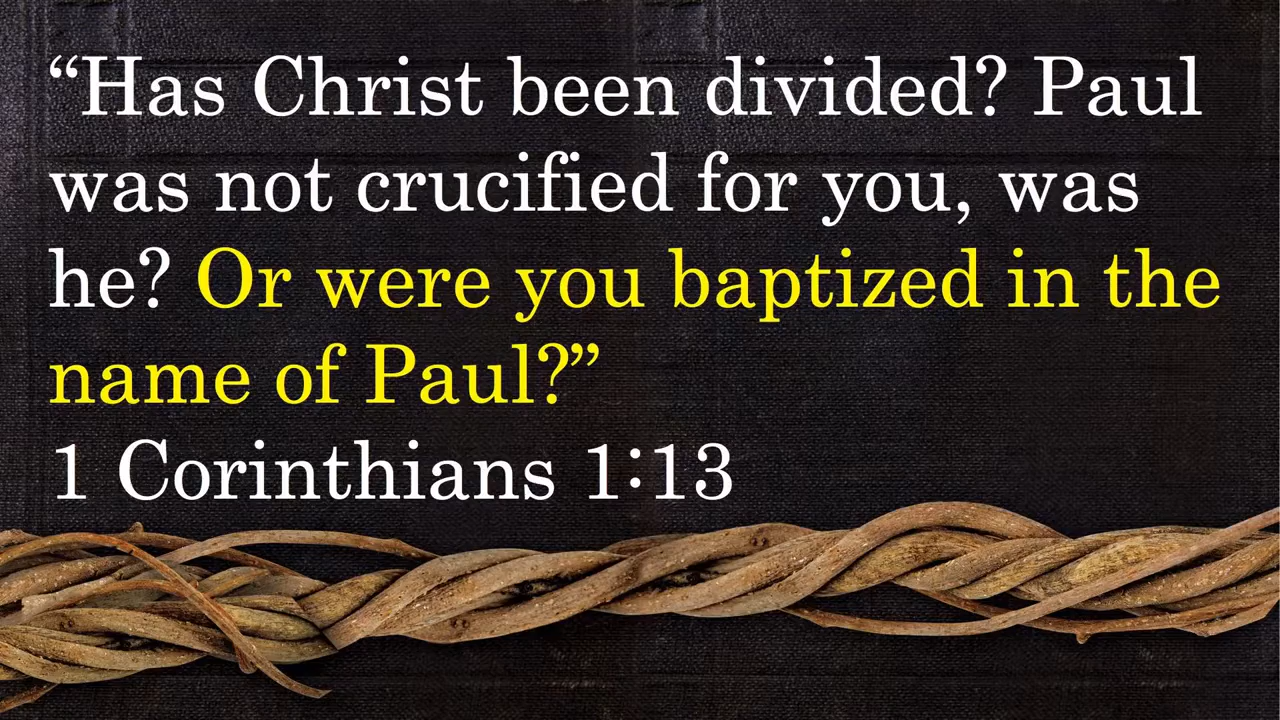 “Has Christ been divided? Paul
was not crucified for you, was
he? Or were you baptized in the
name of Paul?”
1 Corinthians 1:13